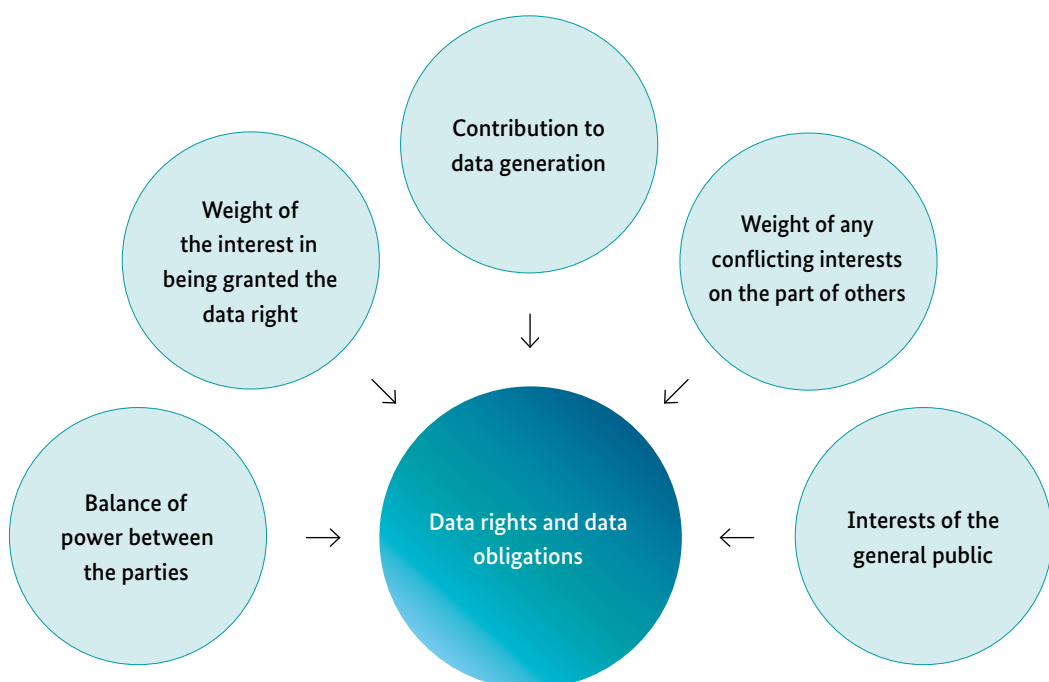 Contribution to
data generation
Weight of
the interest in
being granted the
data right
Weight of any
conflicting interests
on the part of others
Balance of
power between
the parties
Data rights and data
obligations
Interests of the
general public